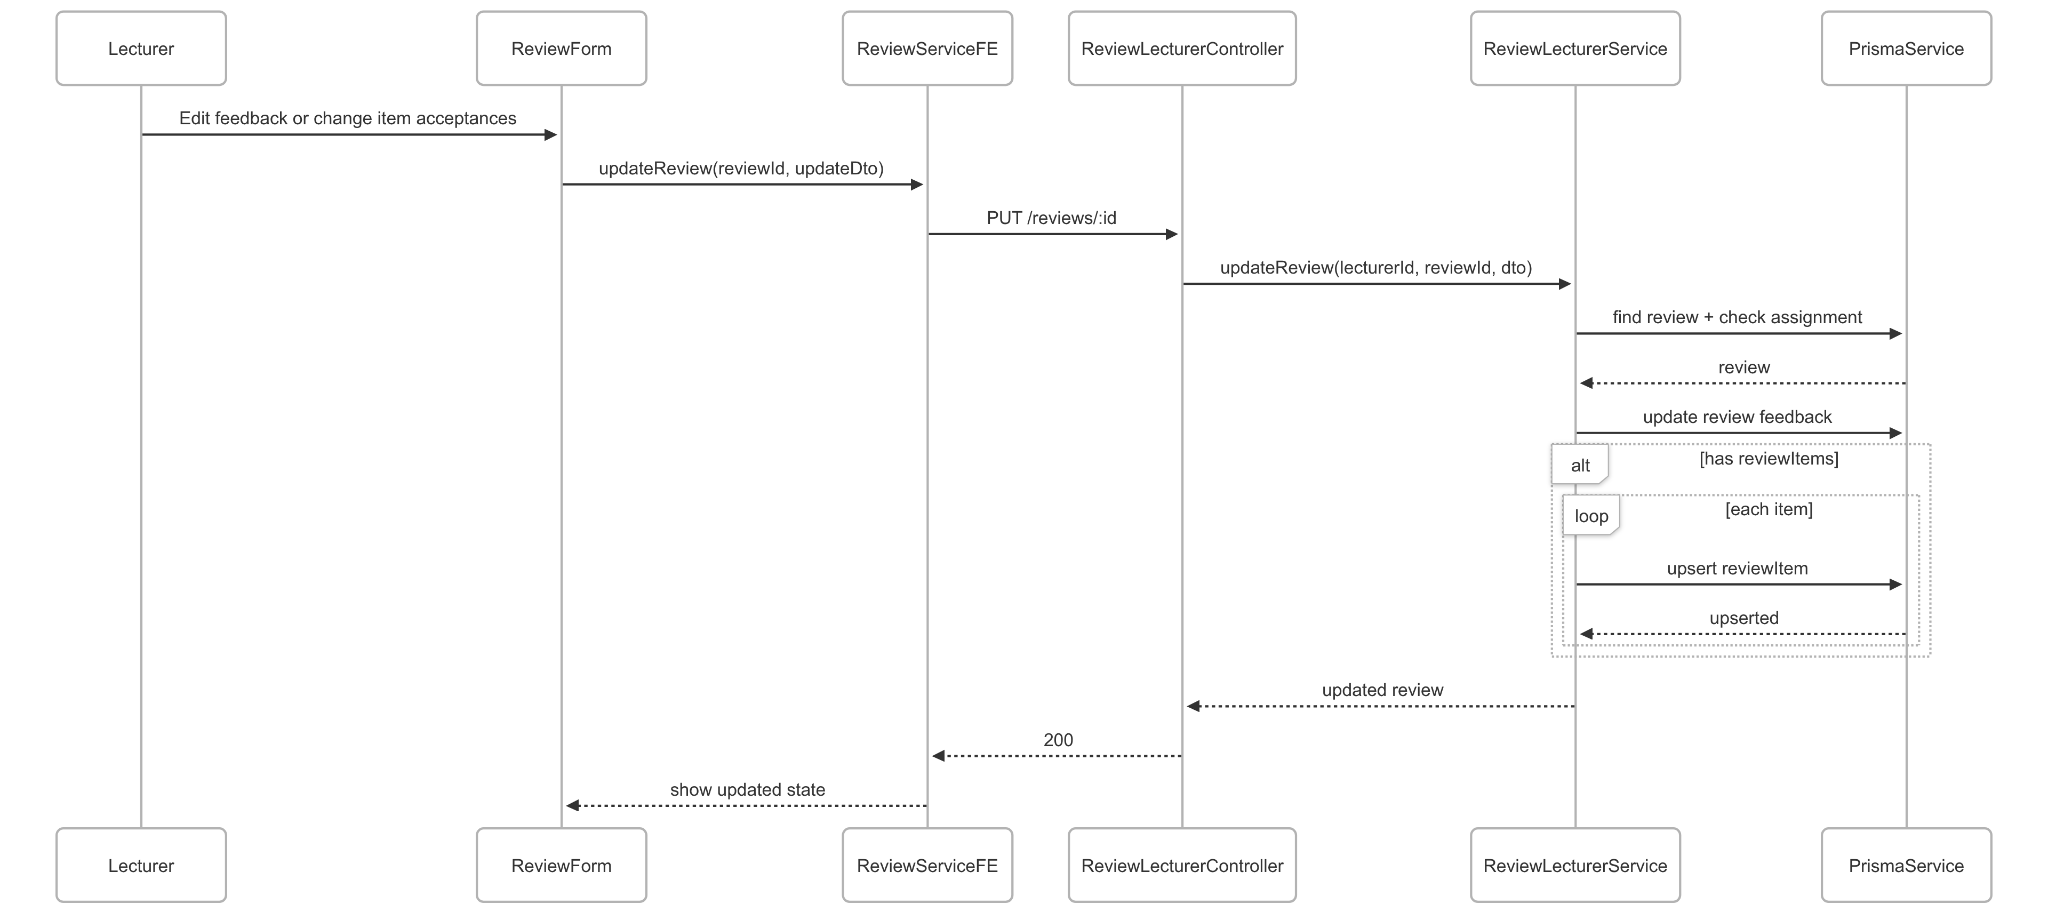 Lecturer
ReviewForm
ReviewServiceFE
ReviewLecturerController
ReviewLecturerService
PrismaService
Edit feedback or change item acceptances
updateReview(reviewId, updateDto)
PUT /reviews/:id
updateReview(lecturerId, reviewId, dto)
find review + check assignment
review
update review feedback
alt
[has reviewItems]
loop
[each item]
upsert reviewItem
upserted
updated review
200
show updated state
Lecturer
ReviewForm
ReviewServiceFE
ReviewLecturerController
ReviewLecturerService
PrismaService